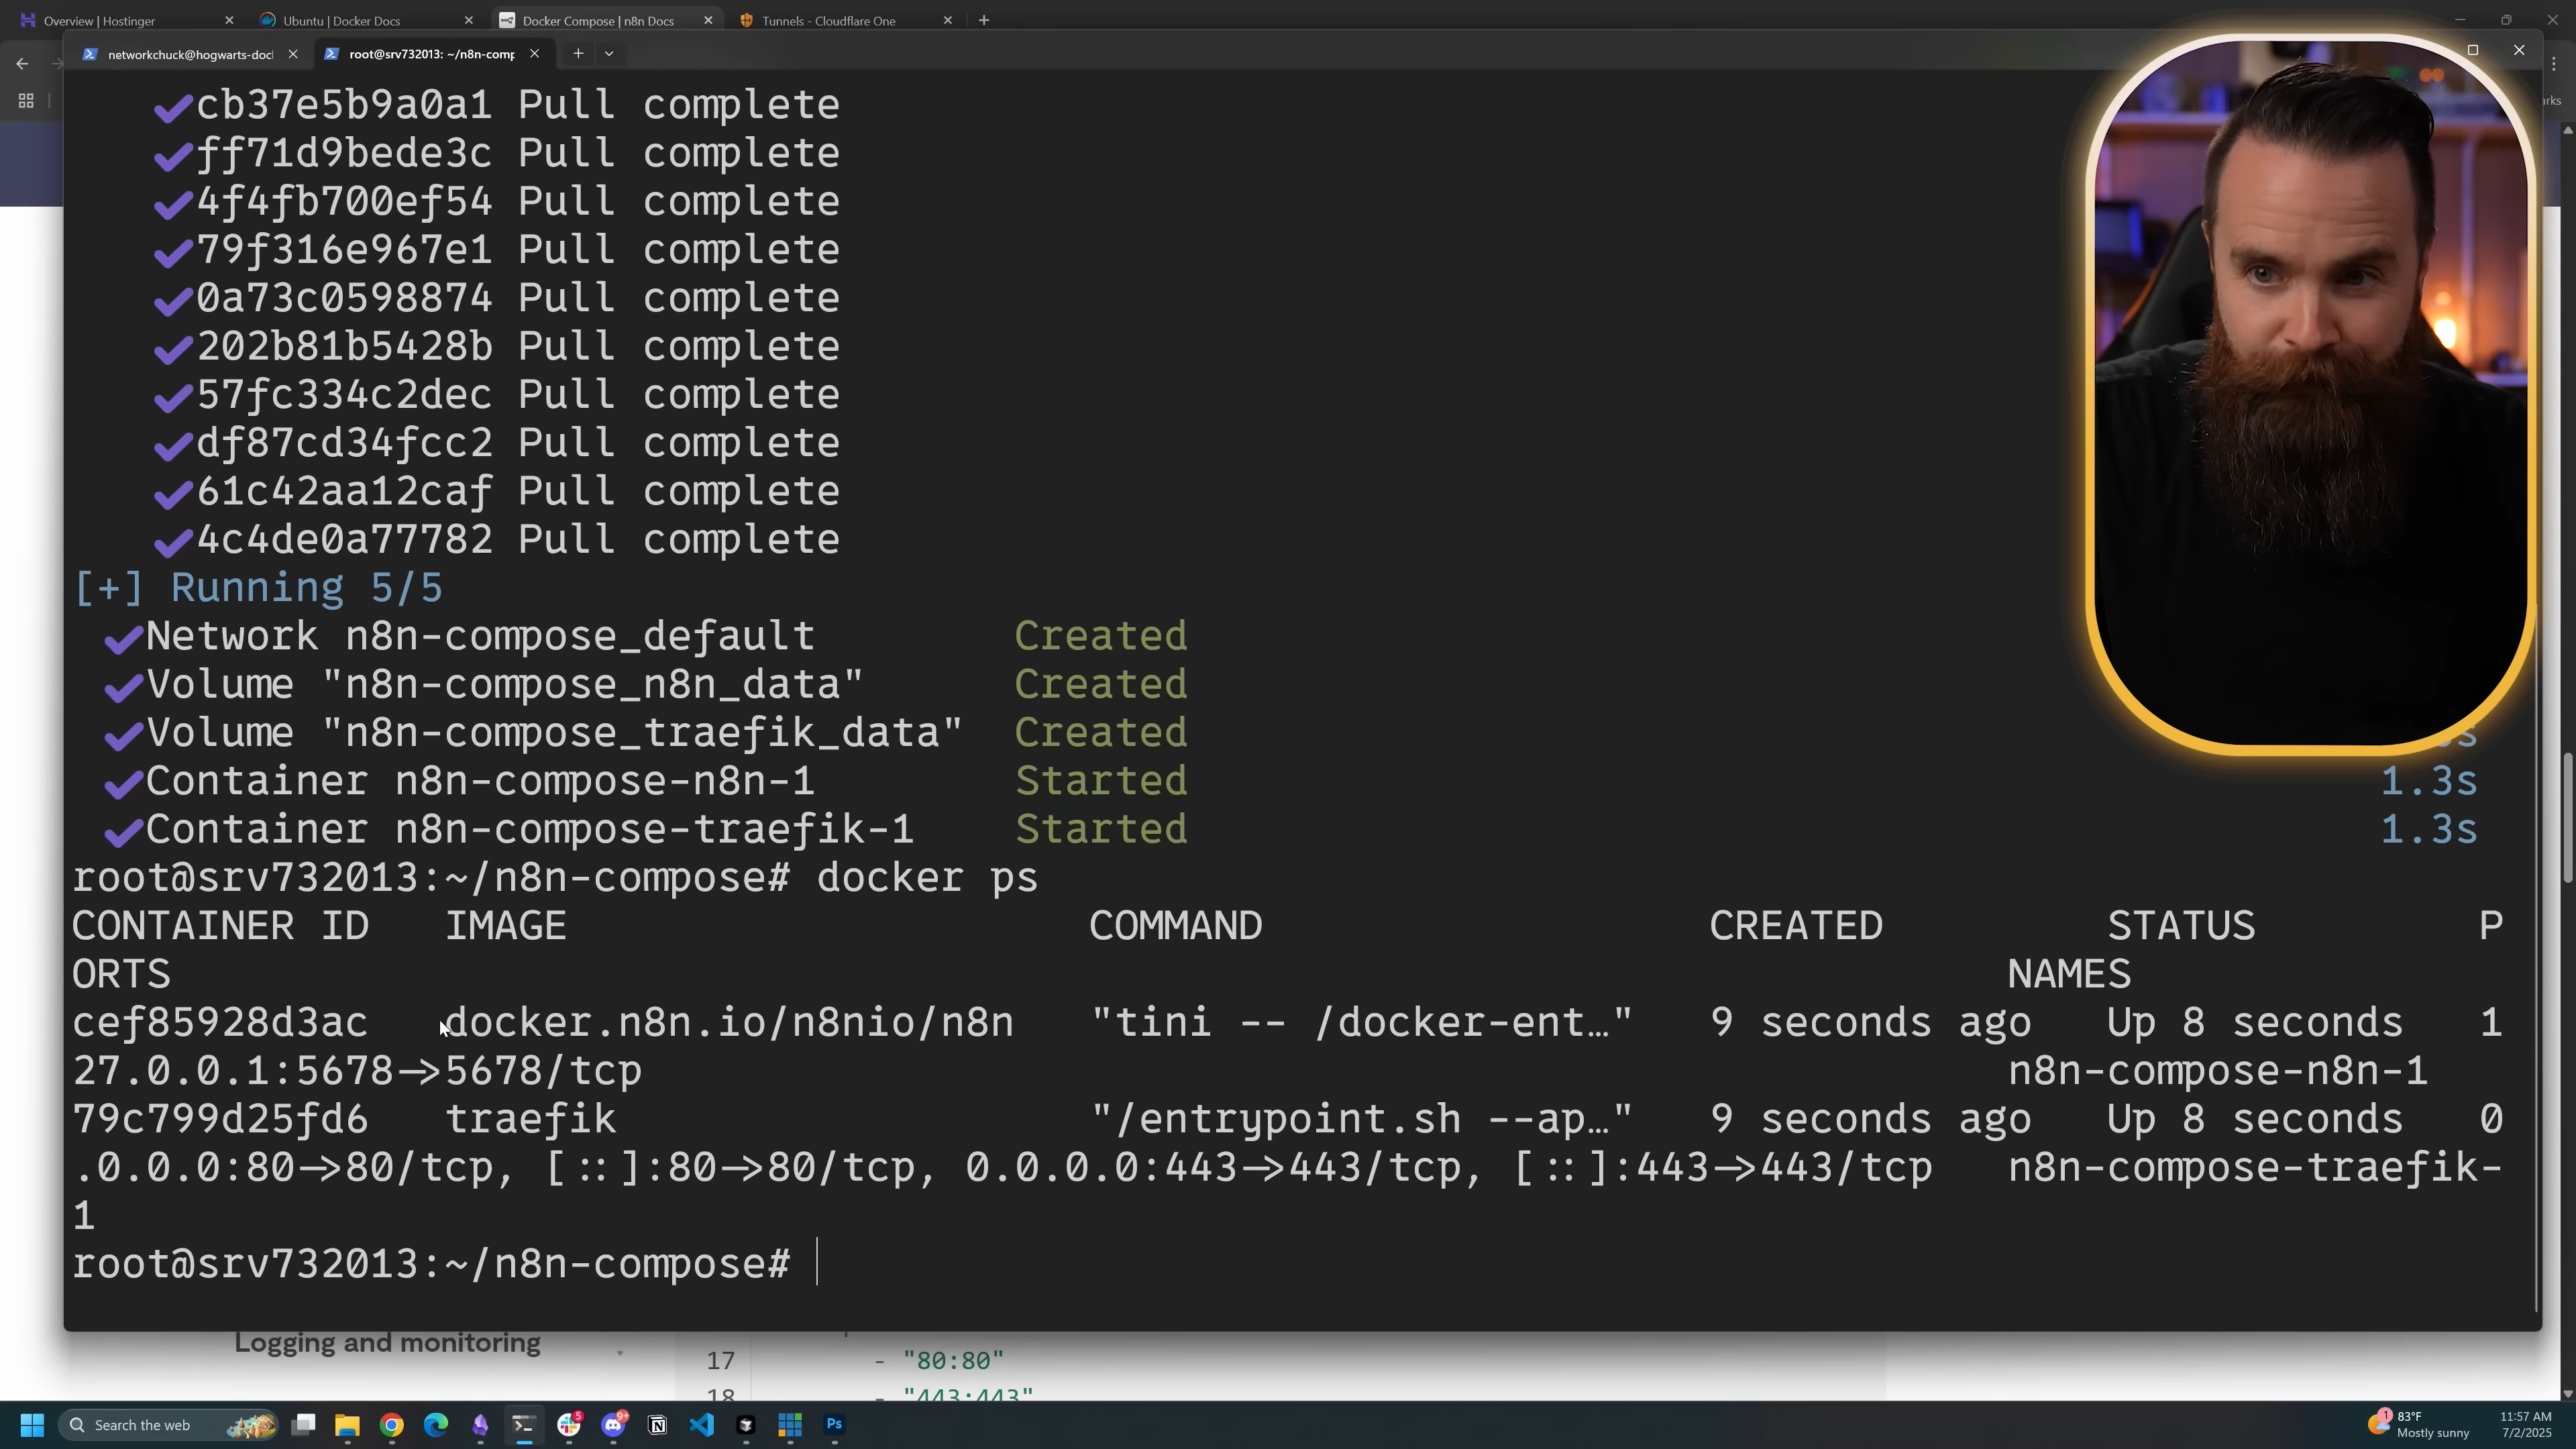 Overview | Hostinger
Ubuntu | Docker Docs
Docker Compose | n8n Docs
Tunnels - Cloudflare One
networkchuck@hogwarts-doc
root@srv732013: ~/n8n-comp
arks
cb37e5b9a0a1 Pull complete
ff71d9bede3c Pull complete
4f4fb700ef54 Pull complete
79f316e967e1 Pull complete
0a73c0598874 Pull complete
202b81b5428b Pull complete
57fc334c2dec Pull complete
df87cd34fcc2 Pull complete
61c42aa12caf Pull complete
4c4de0a77782 Pull complete
[+] Running 5/5
Network n8n-compose_default Created
Volume "n8n-compose_n8n_data" Created
Volume "n8n-compose_traefik_data" Created
Container n8n-compose-n8n-1 Started 1.3s
Container n8n-compose-traefik-1 Started 1.3s
root@srv732013:~/n8n-compose# docker ps
CONTAINER ID IMAGE COMMAND CREATED STATUS P
ORTS NAMES
cef85928d3ac docker.n8n.io/n8nio/n8n "tini -- /docker-ent…" 9 seconds ago Up 8 seconds 1
27.0.0.1:5678->5678/tcp n8n-compose-n8n-1
79c799d25fd6 traefik "/entrypoint.sh --ap…" 9 seconds ago Up 8 seconds 0
.0.0.0:80->80/tcp, [::]:80->80/tcp, 0.0.0.0:443->443/tcp, [::]:443->443/tcp n8n-compose-traefik-
1
root@srv732013:~/n8n-compose#
Logging and monitoring
17 - "80:80"
18 - "443:443"
Search the web
5
9+
Ps
1
83°F
Mostly sunny
11:57 AM
7/2/2025